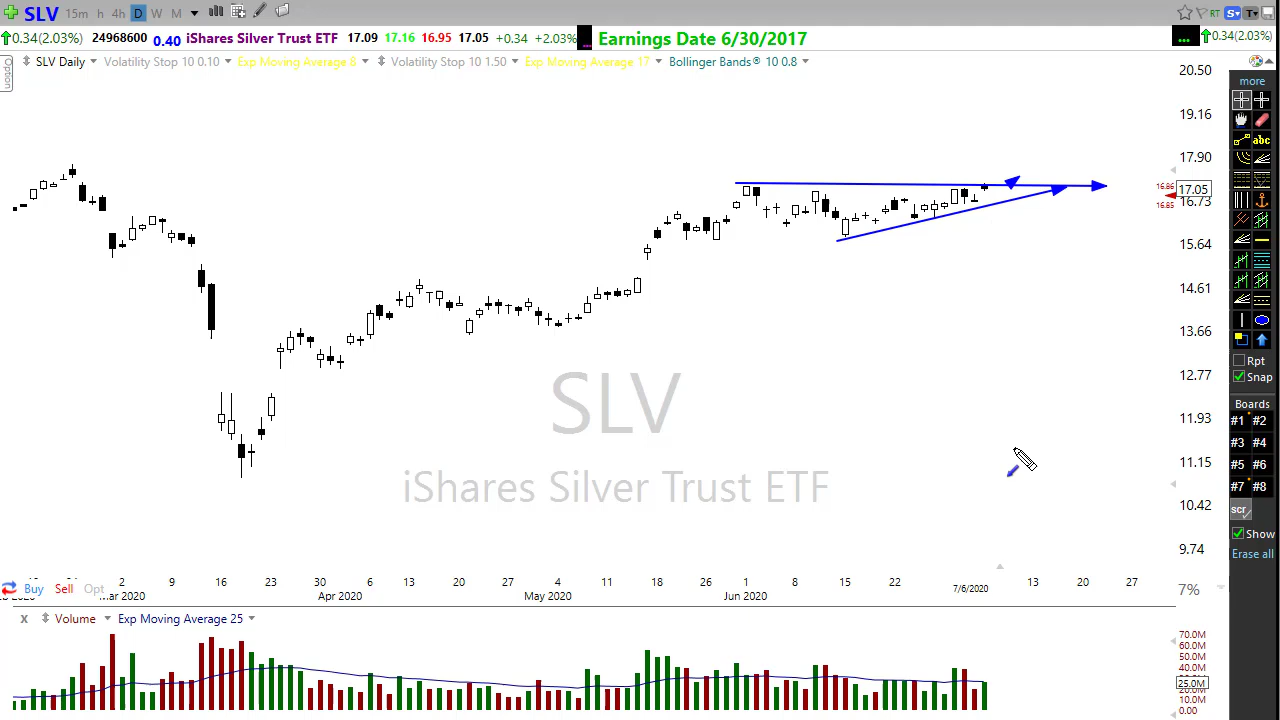 SLV 15m h 4h D W M RT S T
0.34(2.03%) 24968600 0.40 iShares Silver Trust ETF 17.09 17.16 16.95 17.05 +0.34 +2.03% ... Earnings Date 6/30/2017 ... 0.34(2.03%)
Option
SLV Daily Volatility Stop 10 0.10 Exp Moving Average 8 Volatility Stop 10 1.50 Exp Moving Average 17 Bollinger Bands® 10 0.8
20.50
19.16
17.90
16.86
17.05
16.85
16.73
15.64
14.61
13.66
12.77
11.93
11.15
10.42
9.74
more
abc
Rpt
Snap
Boards
#1 #2
#3 #4
#5 #6
#7 #8
scr
Show
Erase all
SLV
iShares Silver Trust ETF
2 9 16 23 30 6 13 20 27 4 11 18 26 1 8 15 22 7/6/2020 13 20 27
Mar 2020 Apr 2020 May 2020 Jun 2020
Buy Sell Opt
7%
X Volume Exp Moving Average 25
70.0M
60.0M
50.0M
40.0M
25.0M
20.0M
10.0M
0.00